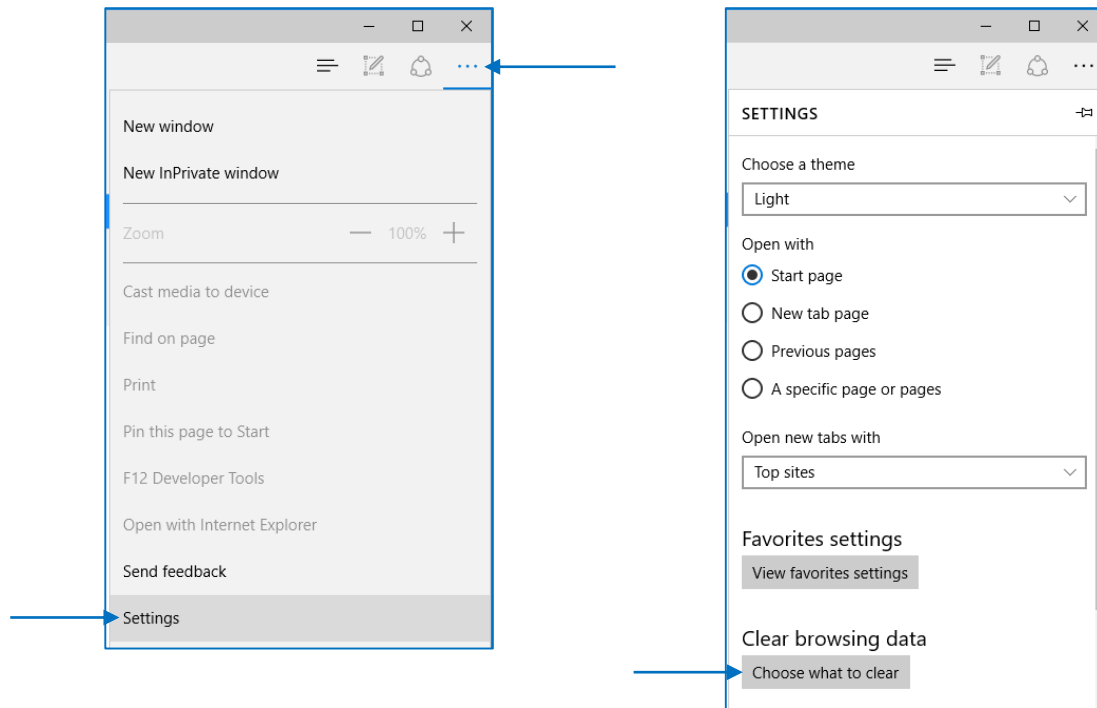 New window
New InPrivate window
Zoom 100%
Cast media to device
Find on page
Print
Pin this page to Start
F12 Developer Tools
Open with Internet Explorer
Send feedback
Settings
SETTINGS
Choose a theme
Light
Open with
Start page
New tab page
Previous pages
A specific page or pages
Open new tabs with
Top sites
Favorites settings
View favorites settings
Clear browsing data
Choose what to clear